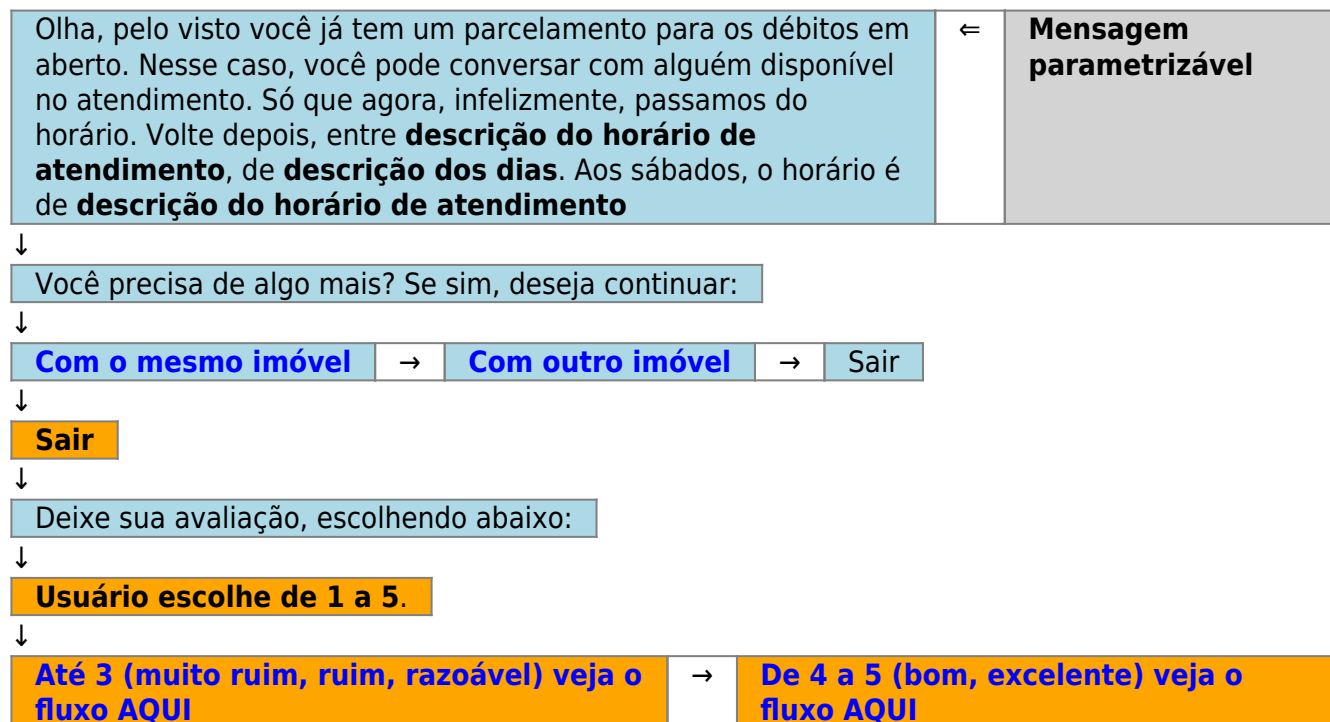 Olha, pelo visto você já tem um parcelamento para os débitos em
aberto. Nesse caso, você pode conversar com alguém disponível
no atendimento. Só que agora, infelizmente, passamos do
horário. Volte depois, entre descrição do horário de
atendimento, de descrição dos dias. Aos sábados, o horário é
de descrição do horário de atendimento
⇐
Mensagem
parametrizável
↓
Você precisa de algo mais? Se sim, deseja continuar:
↓
Com o mesmo imóvel → Com outro imóvel → Sair
↓
Sair
↓
Deixe sua avaliação, escolhendo abaixo:
↓
Usuário escolhe de 1 a 5.
↓
Até 3 (muito ruim, ruim, razoável) veja o
fluxo AQUI
→
De 4 a 5 (bom, excelente) veja o
fluxo AQUI